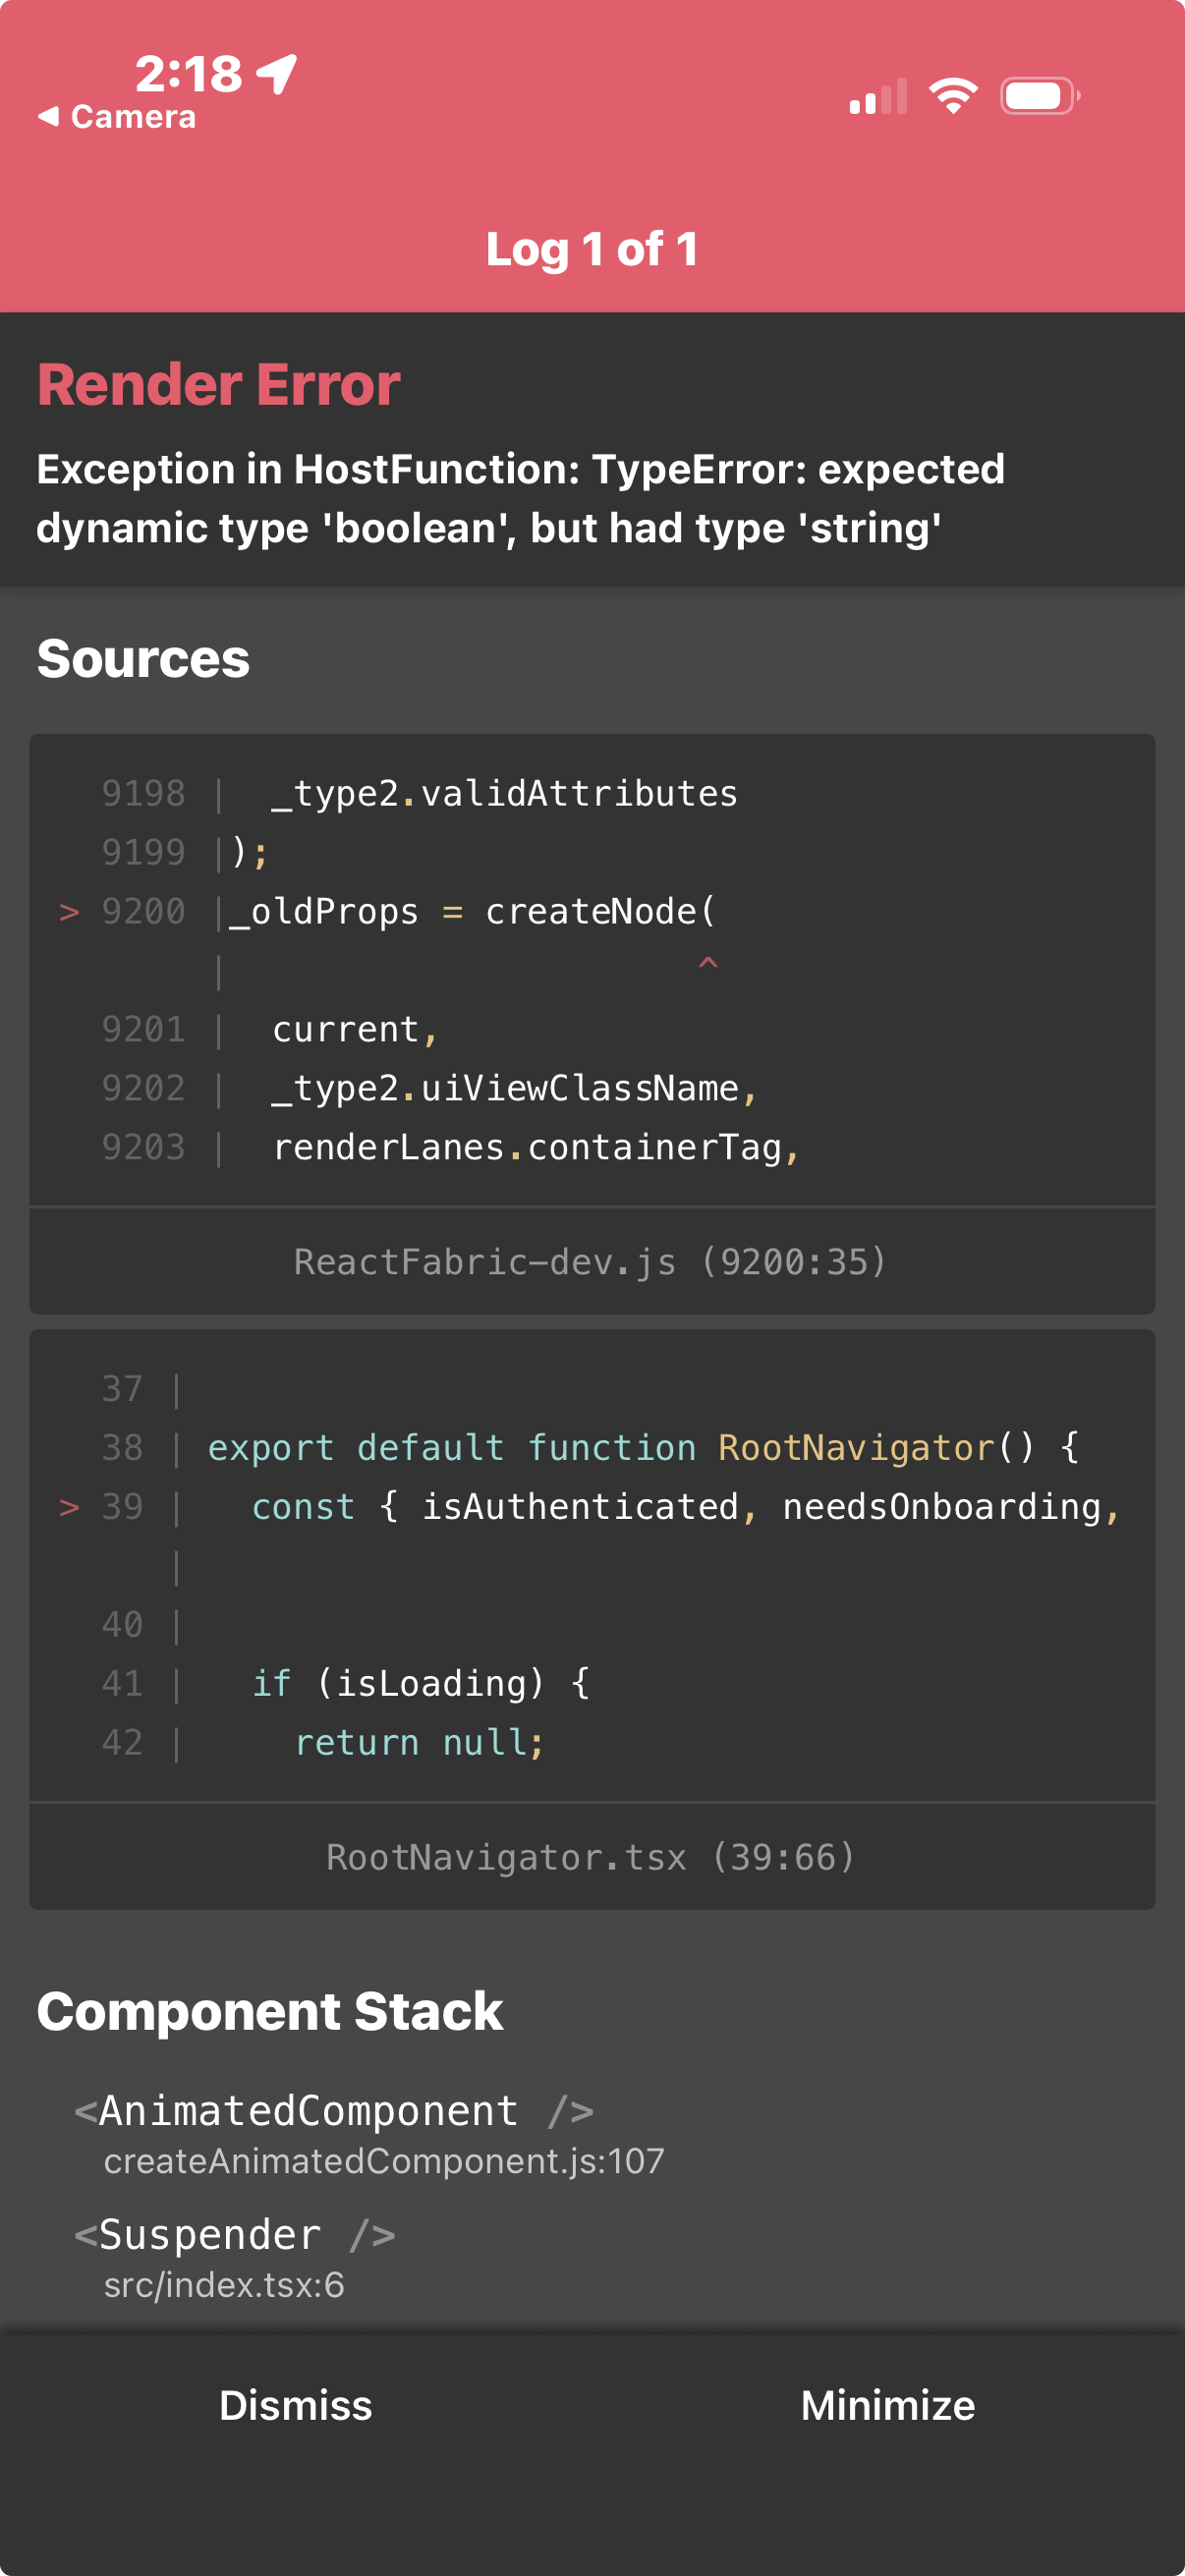 2:18
◀ Camera
Log 1 of 1
Render Error
Exception in HostFunction: TypeError: expected
dynamic type 'boolean', but had type 'string'
Sources
9198 |   _type2.validAttributes
9199 | );
> 9200 | _oldProps = createNode(
|                       ^
9201 |   current,
9202 |   _type2.uiViewClassName,
9203 |   renderLanes.containerTag,
ReactFabric-dev.js (9200:35)
37 |
38 | export default function RootNavigator() {
> 39 |   const { isAuthenticated, needsOnboarding,
|
40 |
41 |   if (isLoading) {
42 |     return null;
RootNavigator.tsx (39:66)
Component Stack
<AnimatedComponent />
createAnimatedComponent.js:107
<Suspender />
src/index.tsx:6
Dismiss
Minimize